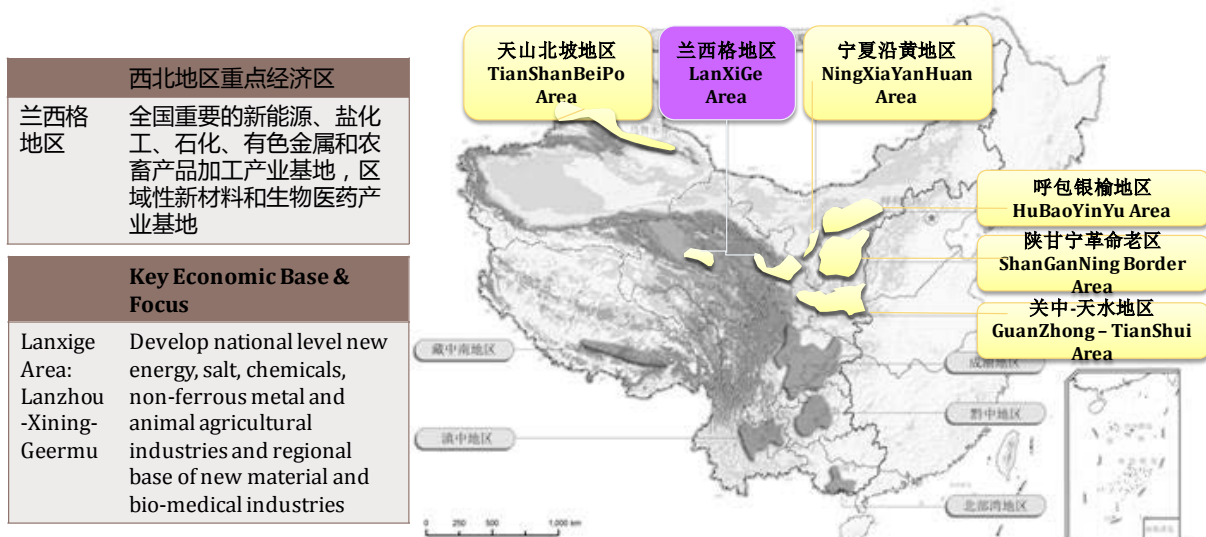 西北地区重点经济区
兰西格
地区
全国重要的新能源、盐化
工、石化、有色金属和农
畜产品加工产业基地，区
域性新材料和生物医药产
业基地
Key Economic Base &
Focus
Lanxige
Area:
Lanzhou
-Xining-
Geermu
Develop national level new
energy, salt, chemicals,
non-ferrous metal and
animal agricultural
industries and regional
base of new material and
bio-medical industries
天山北坡地区
TianShanBeiPo
Area
兰西格地区
LanXiGe
Area
宁夏沿黄地区
NingXiaYanHuan
Area
呼包银榆地区
HuBaoYinYu Area
陕甘宁革命老区
ShanGanNing Border
Area
关中-天水地区
GuanZhong – TianShui
Area
藏中南地区
黔中地区
滇中地区
北部湾地区
0 250 500 1,000 km